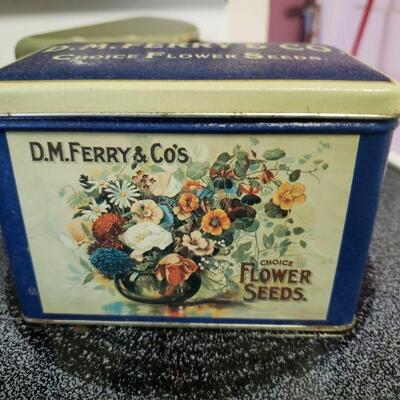 D.M. FERRY & CO
CHOICE FLOWER SEEDS
D.M. FERRY & CO'S
CHOICE
FLOWER
SEEDS.